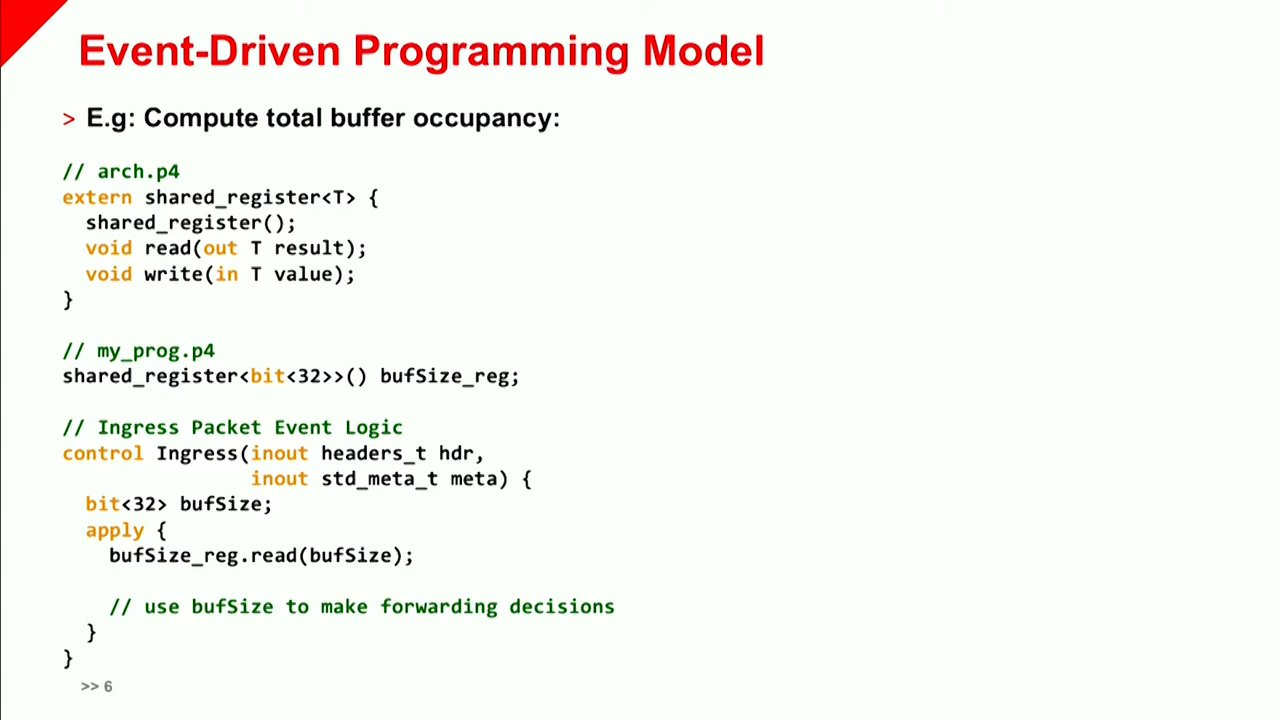 Event-Driven Programming Model
> E.g: Compute total buffer occupancy:
// arch.p4
extern shared_register<T> {
  shared_register();
  void read(out T result);
  void write(in T value);
}
// my_prog.p4
shared_register<bit<32>>() bufSize_reg;
// Ingress Packet Event Logic
control Ingress(inout headers_t hdr,
                inout std_meta_t meta) {
  bit<32> bufSize;
  apply {
    bufSize_reg.read(bufSize);
    // use bufSize to make forwarding decisions
  }
}
>> 6